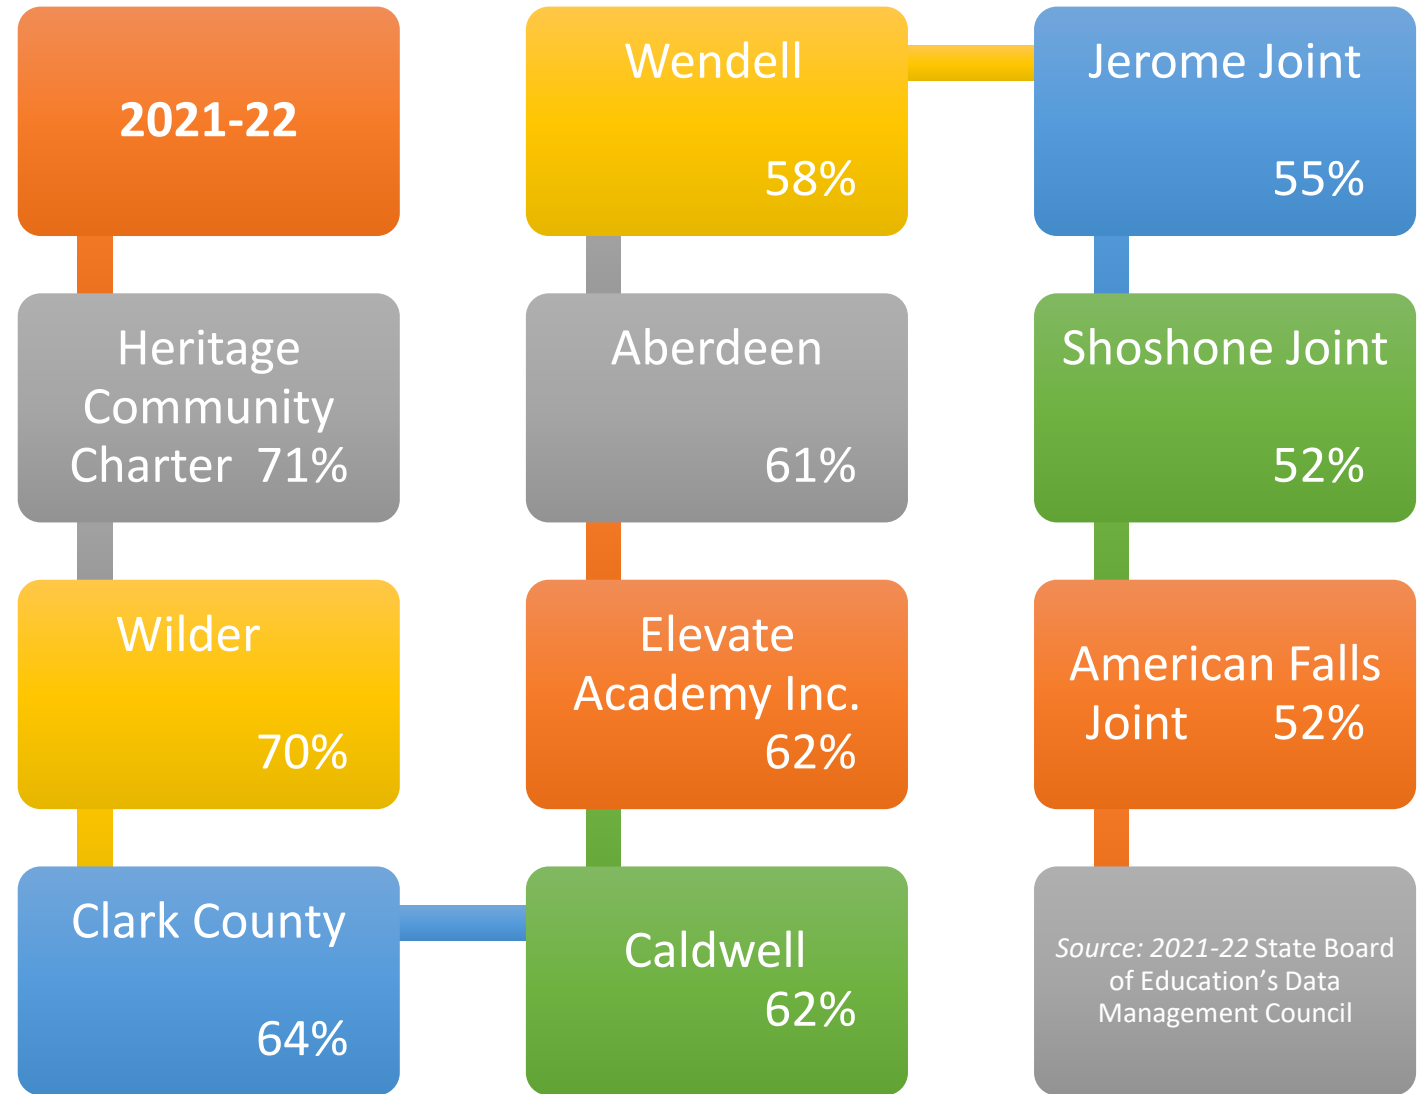 2021-22
Heritage
Community
Charter 71%
Wilder
70%
Clark County
64%
Caldwell
62%
Elevate
Academy Inc.
62%
Aberdeen
61%
Wendell
58%
Jerome Joint
55%
Shoshone Joint
52%
American Falls
Joint 52%
Source: 2021-22 State Board
of Education’s Data
Management Council